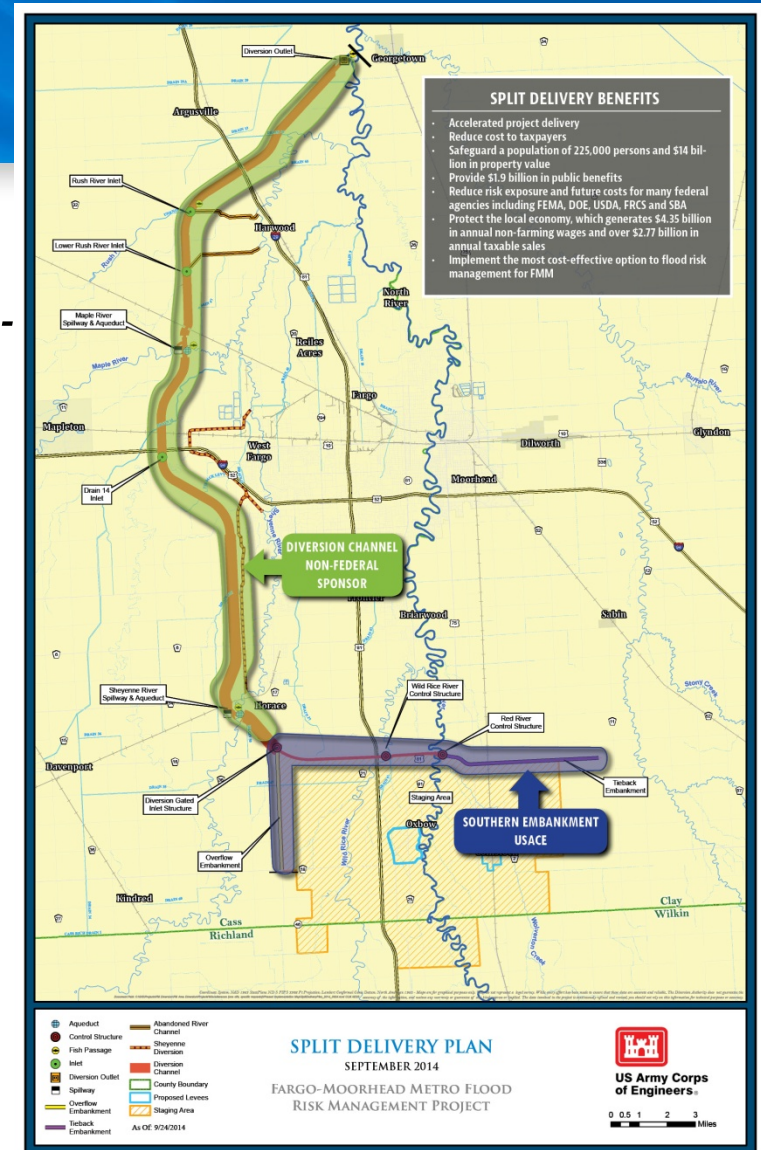 Diversion Outlet
Georgetown
Argusville
SPLIT DELIVERY BENEFITS
• Accelerated project delivery
• Reduce cost to taxpayers
• Safeguard a population of 225,000 persons and $14 bil-
lion in property value
• Provide $1.9 billion in public benefits
• Reduce risk exposure and future costs for many federal
agencies including FEMA, DOE, USDA, FRCS and SBA
• Protect the local economy, which generates $4.35 billion
in annual non-farming wages and over $2.77 billion in
annual taxable sales
• Implement the most cost-effective option to flood risk
management for FMM
Rush River Inlet
Harwood
Lower Rush River Inlet
North
River
Maple River
Spillway & Aqueduct
Reiles
Acres
Maple River
Buffalo River
Fargo
Mapleton
West
Fargo
Dilworth
Glyndon
Moorhead
Drain 14
Inlet
Sheyenne River
DIVERSION CHANNEL
NON-FEDERAL
SPONSOR
Briarwood
Sabin
Stony Creek
Sheyenne River
Spillway & Aqueduct
Horace
Wild Rice River
Control Structure
Red River
Control Structure
Davenport
Diversion Gated
Inlet Structure
Staging Area
Tieback
Embankment
Oxbow
SOUTHERN EMBANKMENT
USACE
Overflow
Embankment
Wild Rice River
Kindred
Cass
Richland
Clay
Wilkin
Wolverton
Creek
Aqueduct
Control Structure
Fish Passage
Inlet
Diversion Outlet
Spillway
Overflow
Embankment
Tieback
Embankment
Abandoned River
Channel
Sheyenne
Diversion
Diversion
Channel
County Boundary
Proposed Levees
Staging Area
As Of: 9/24/2014
SPLIT DELIVERY PLAN
SEPTEMBER 2014
FARGO-MOORHEAD METRO FLOOD
RISK MANAGEMENT PROJECT
US Army Corps
of Engineers®
0 0.5 1 2 3
Miles